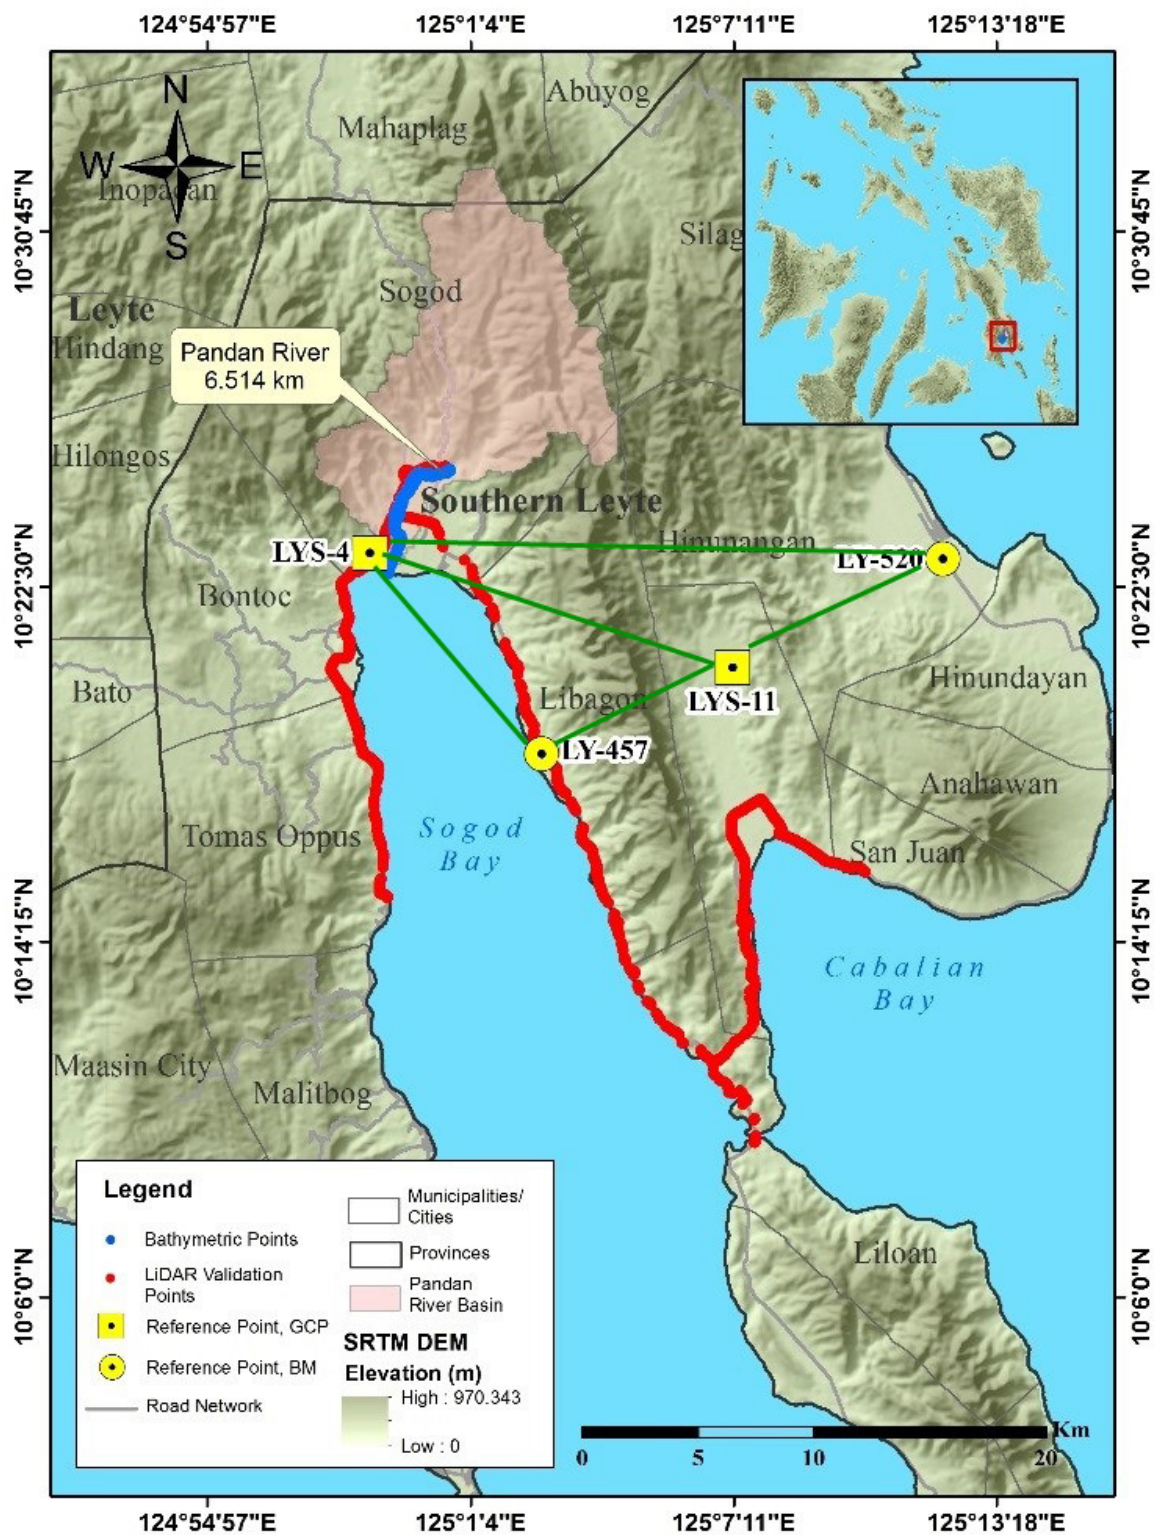 124°54'57"E 125°1'4"E 125°7'11"E 125°13'18"E
N
W E
S
Abuyog
Mahaplag
Inopacan
10°30'45"N
10°30'45"N
Silag
Sogod
Leyte
Hindang
Pandan River
6.514 km
Hilongos
Southern Leyte
Hinunangan
LYS-4
LY-520
10°22'30"N
10°22'30"N
Bontoc
Bato
Libagon
LYS-11
Hinundayan
LY-457
Anahawan
Tomas Oppus
Sogod
Bay
San Juan
10°14'15"N
10°14'15"N
Cabalian
Bay
Maasin City
Malitbog
Liloan
10°6'0"N
10°6'0"N
Legend
Bathymetric Points
LiDAR Validation
Points
Reference Point, GCP
Reference Point, BM
Road Network
Municipalities/
Cities
Provinces
Pandan
River Basin
SRTM DEM
Elevation (m)
High : 970.343
Low : 0
Km
0 5 10 20
124°54'57"E 125°1'4"E 125°7'11"E 125°13'18"E